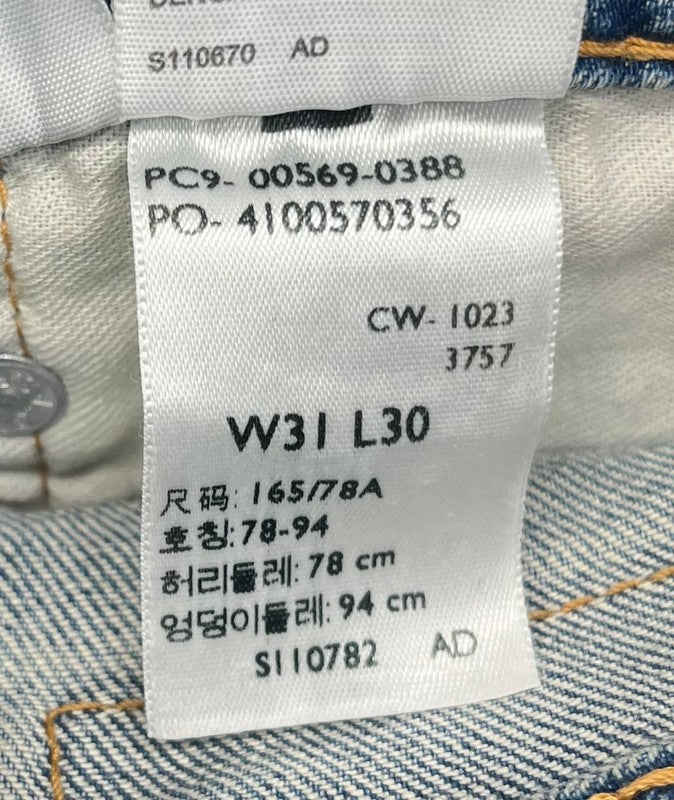 S110670 AD
PC9- 00569-0388
PO- 4100570356
CW- 1023
3757
W31 L30
尺码: 165/78A
호칭:78-94
허리둘레: 78 cm
엉덩이둘레: 94 cm
S110782 AD